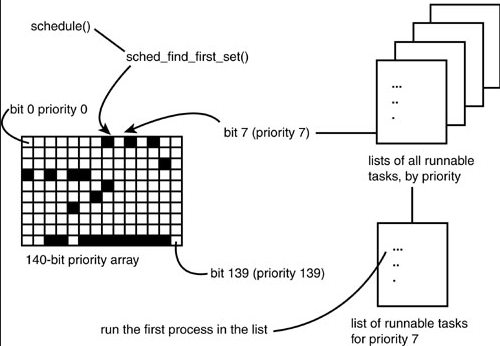 schedule()
sched_find_first_set()
bit 0 priority 0
bit 7 (priority 7)
lists of all runnable
tasks, by priority
140-bit priority array
bit 139 (priority 139)
run the first process in the list
list of runnable tasks
for priority 7